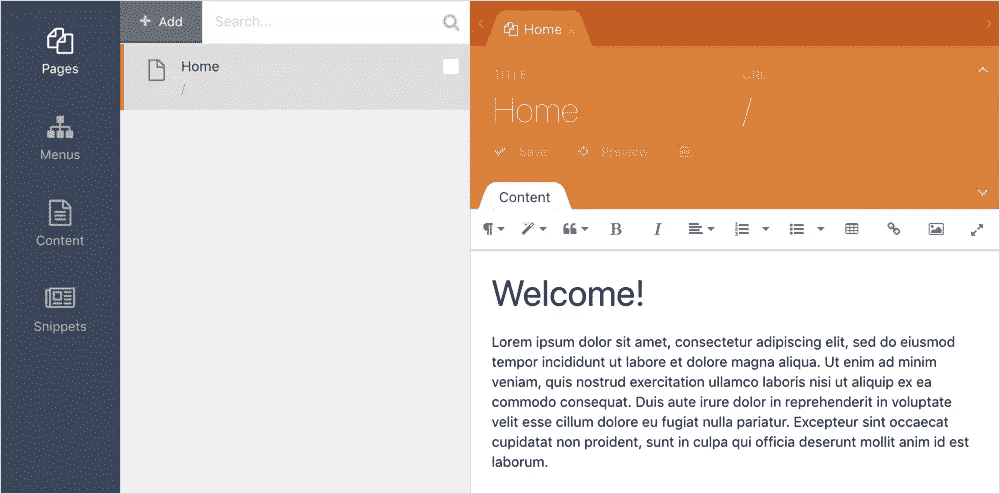 Pages
Menus
Content
Snippets
Add
Search...
Home
/
Home
TITLE
URL
Home
/
Save
Preview
Content
B
I
Welcome!
Lorem ipsum dolor sit amet, consectetur adipiscing elit, sed do eiusmod
tempor incididunt ut labore et dolore magna aliqua. Ut enim ad minim
veniam, quis nostrud exercitation ullamco laboris nisi ut aliquip ex ea
commodo consequat. Duis aute irure dolor in reprehenderit in voluptate
velit esse cillum dolore eu fugiat nulla pariatur. Excepteur sint occaecat
cupidatat non proident, sunt in culpa qui officia deserunt mollit anim id est
laborum.